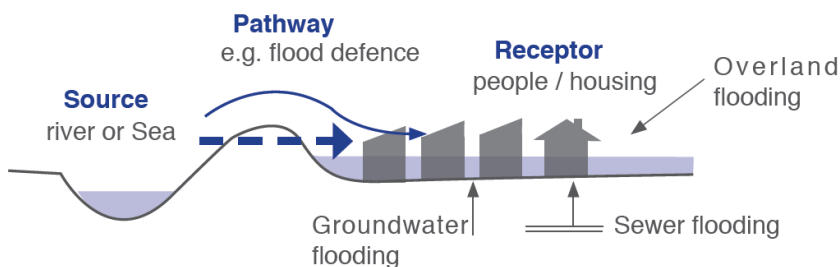 Pathway
e.g. flood defence
Receptor
people / housing
Source
river or Sea
Overland
flooding
Groundwater
flooding
Sewer flooding